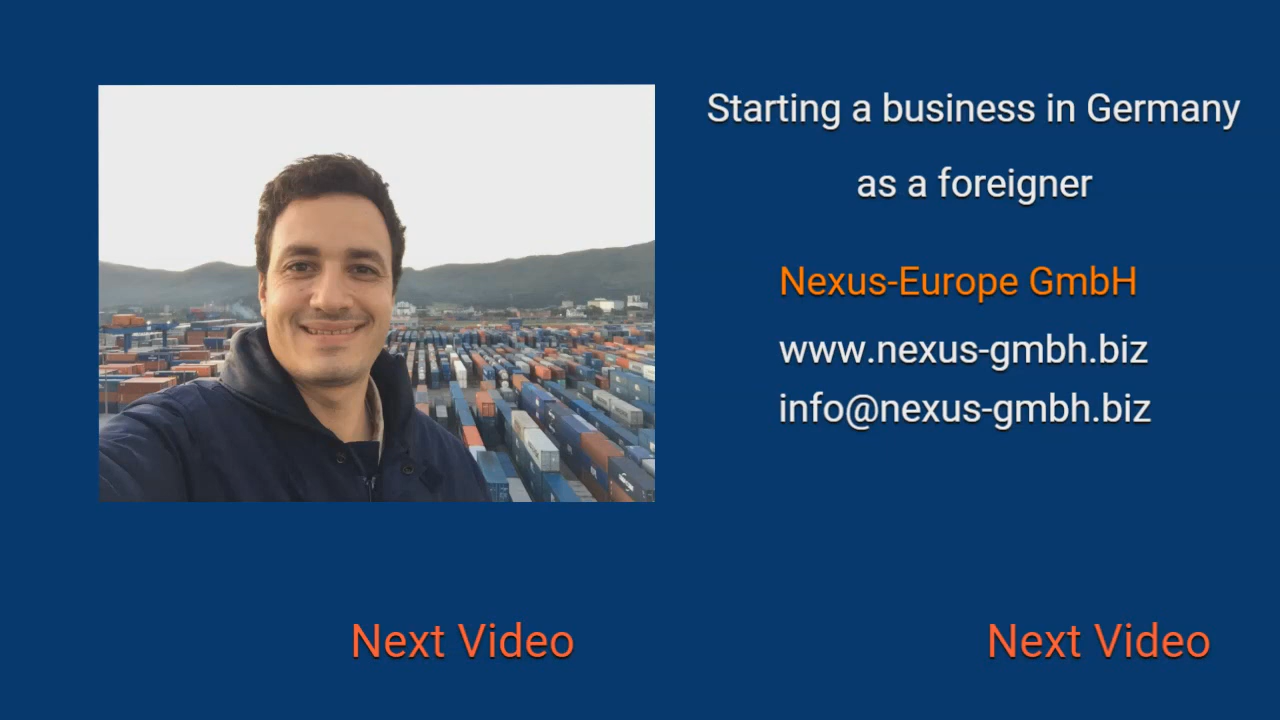 Starting a business in Germany
as a foreigner
Nexus-Europe GmbH
www.nexus-gmbh.biz
info@nexus-gmbh.biz
Next Video
Next Video